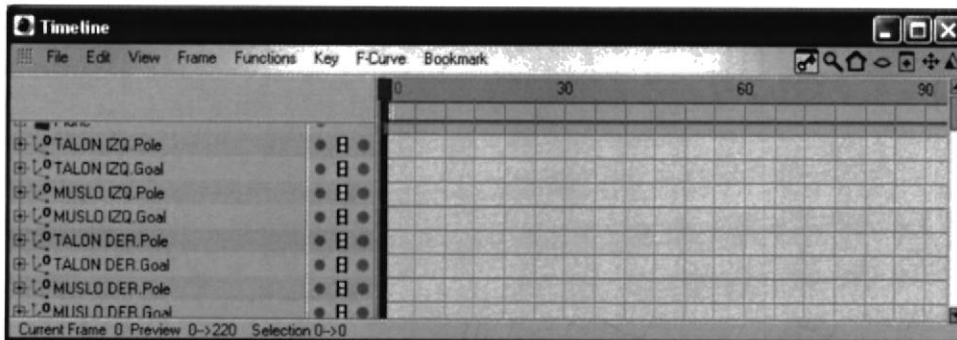 Timeline
File Edit View Frame Functions Key F-Curve Bookmark
0 30 60 90
Plane
TALON IZQ.Pole
TALON IZQ.Goal
MUSLO IZQ.Pole
MUSLO IZQ.Goal
TALON DER.Pole
TALON DER.Goal
MUSLO DER.Pole
MUSLO DER.Goal
Current Frame 0 Preview 0-->220 Selection 0-->0